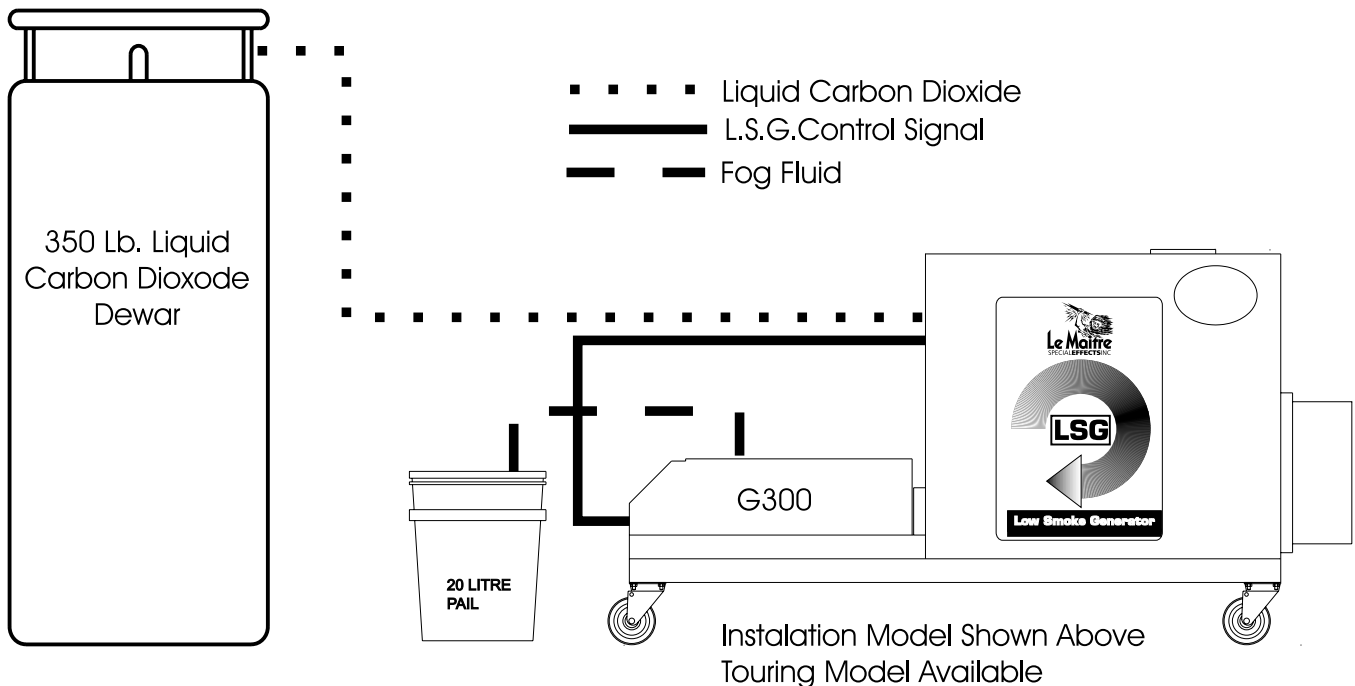 350 Lb. Liquid
Carbon Dioxode
Dewar
Liquid Carbon Dioxide
L.S.G.Control Signal
Fog Fluid
Le Maitre
SPECIALEFFECTSINC
LSG
Low Smoke Generator
G300
20 LITRE
PAIL
Instalation Model Shown Above
Touring Model Available